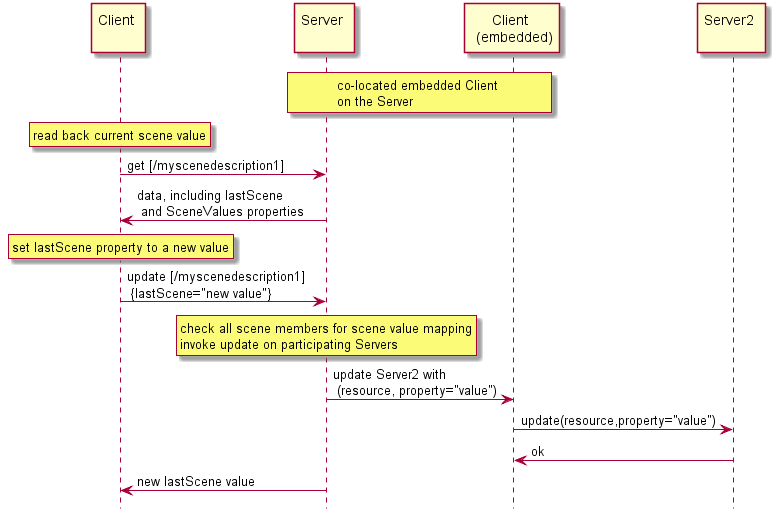 Client
Server
Client
(embedded)
Server2
co-located embedded Client
on the Server
read back current scene value
get [/myscenedescription1]
data, including lastScene
and SceneValues properties
set lastScene property to a new value
update [/myscenedescription1]
{lastScene="new value"}
check all scene members for scene value mapping
invoke update on participating Servers
update Server2 with
(resource, property="value")
update(resource,property="value")
ok
new lastScene value